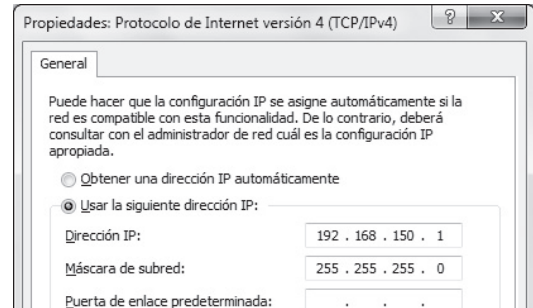 Propiedades: Protocolo de Internet versión 4 (TCP/IPv4)
General
Puede hacer que la configuración IP se asigne automáticamente si la
red es compatible con esta funcionalidad. De lo contrario, deberá
consultar con el administrador de red cuál es la configuración IP
apropiada.
Obtener una dirección IP automáticamente
Usar la siguiente dirección IP:
Dirección IP: 192 . 168 . 150 . 1
Máscara de subred: 255 . 255 . 255 . 0
Puerta de enlace predeterminada: . . .